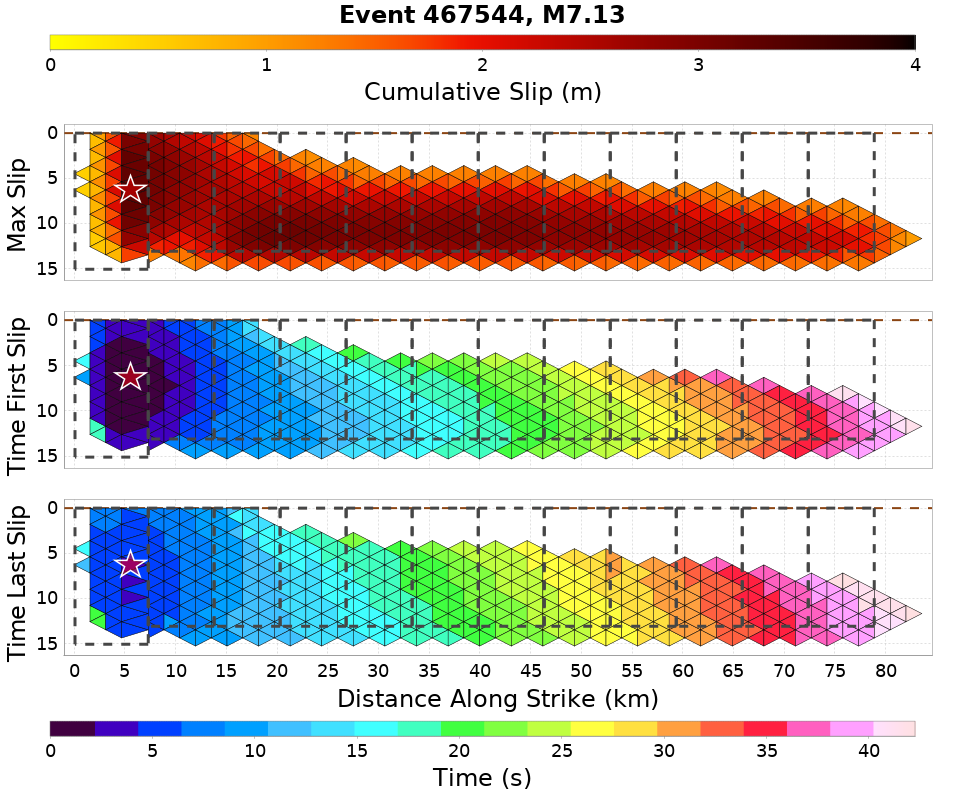 Event 467544, M7.13
0 1 2 3 4
Cumulative Slip (m)
Max Slip
0
5
10
15
Time First Slip
0
5
10
15
Time Last Slip
0
5
10
15
0 5 10 15 20 25 30 35 40 45 50 55 60 65 70 75 80
Distance Along Strike (km)
0 5 10 15 20 25 30 35 40
Time (s)